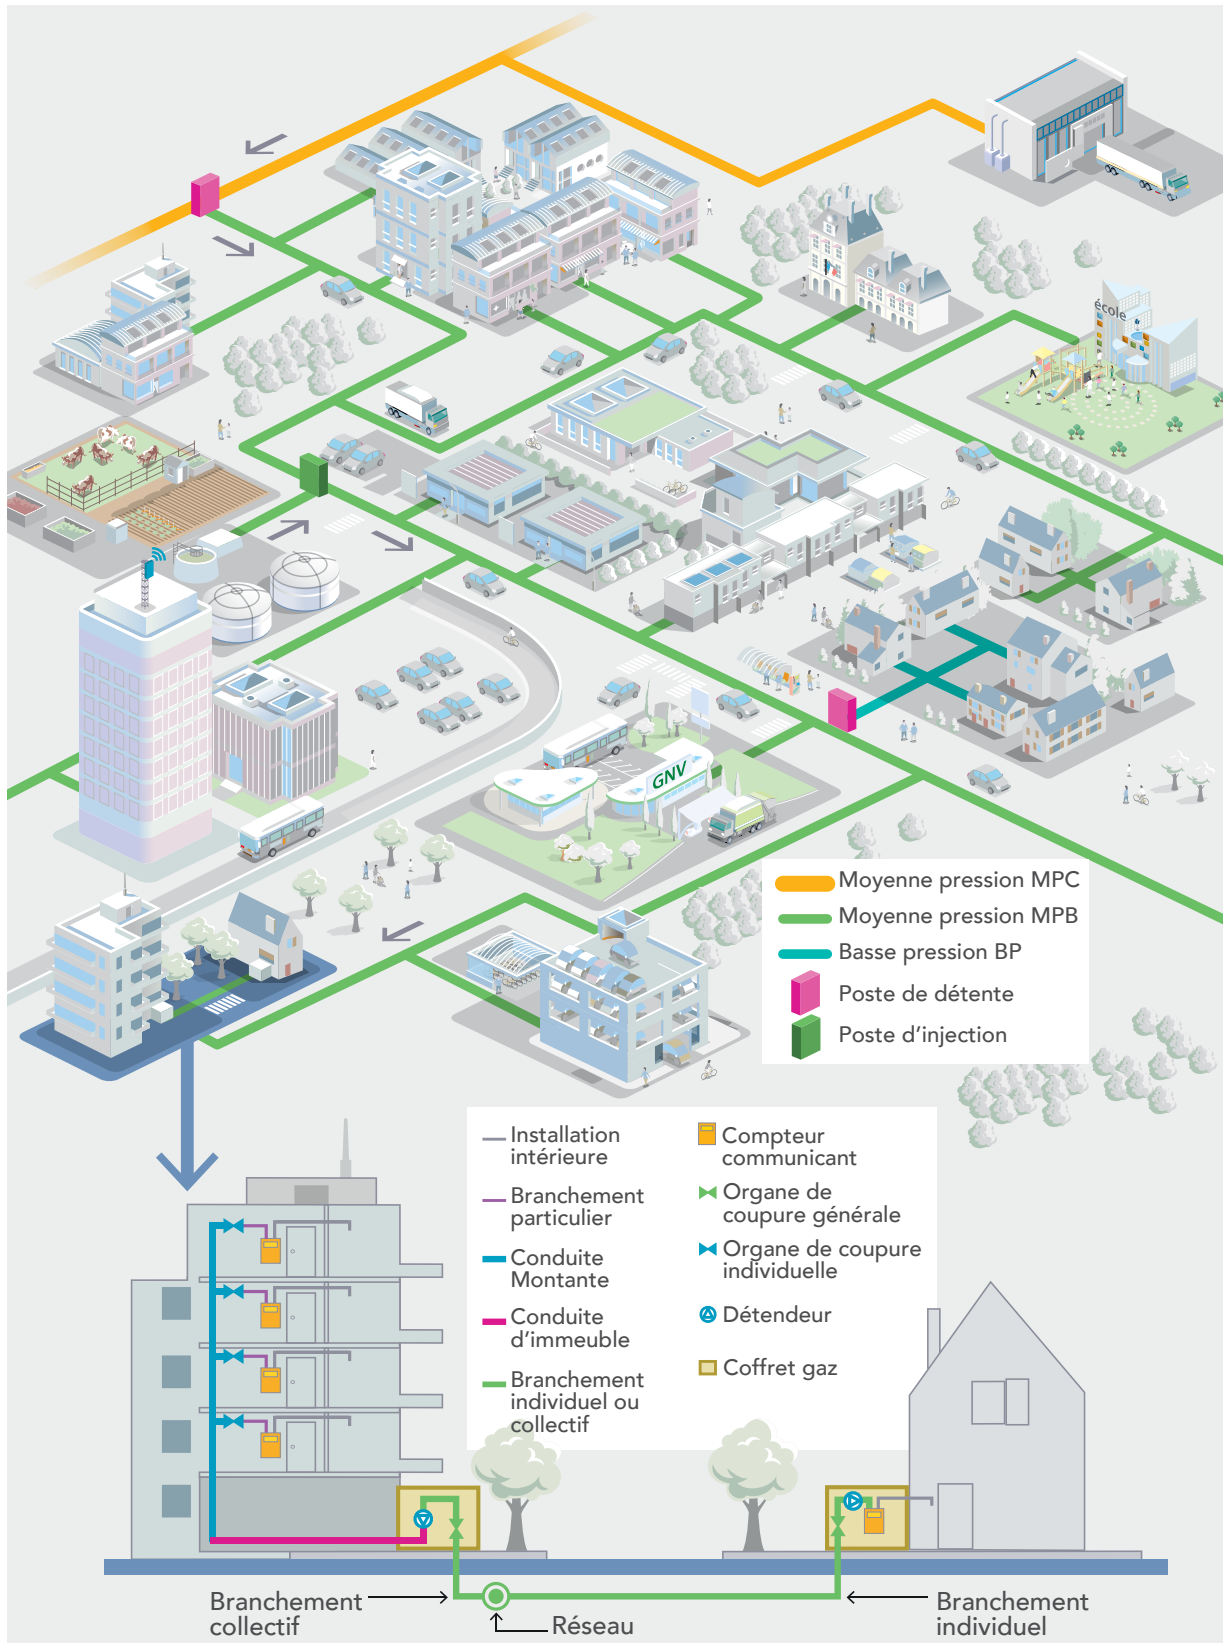 école
GNV
Moyenne pression MPC
Moyenne pression MPB
Basse pression BP
Poste de détente
Poste d'injection
Installation
intérieure
Branchement
particulier
Conduite
Montante
Conduite
d'immeuble
Branchement
individuel ou
collectif
Compteur
communicant
Organe de
coupure générale
Organe de coupure
individuelle
Détendeur
Coffret gaz
Branchement
collectif
Réseau
Branchement
individuel